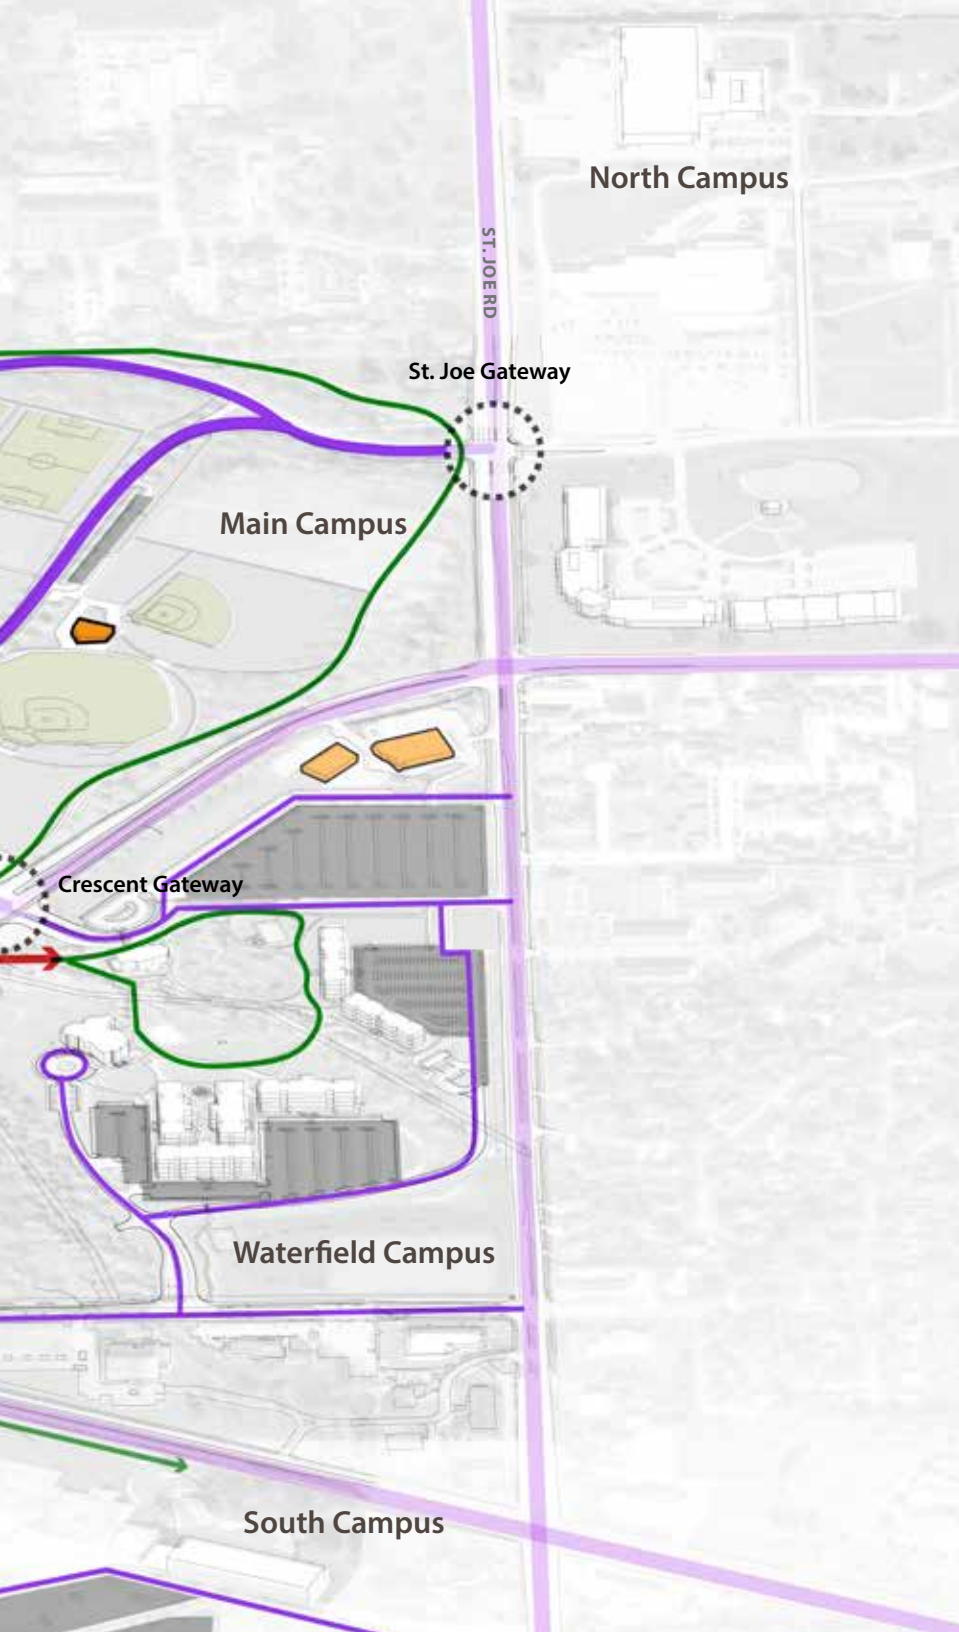 North Campus
ST. JOE RD
St. Joe Gateway
Main Campus
Crescent Gateway
Waterfield Campus
South Campus